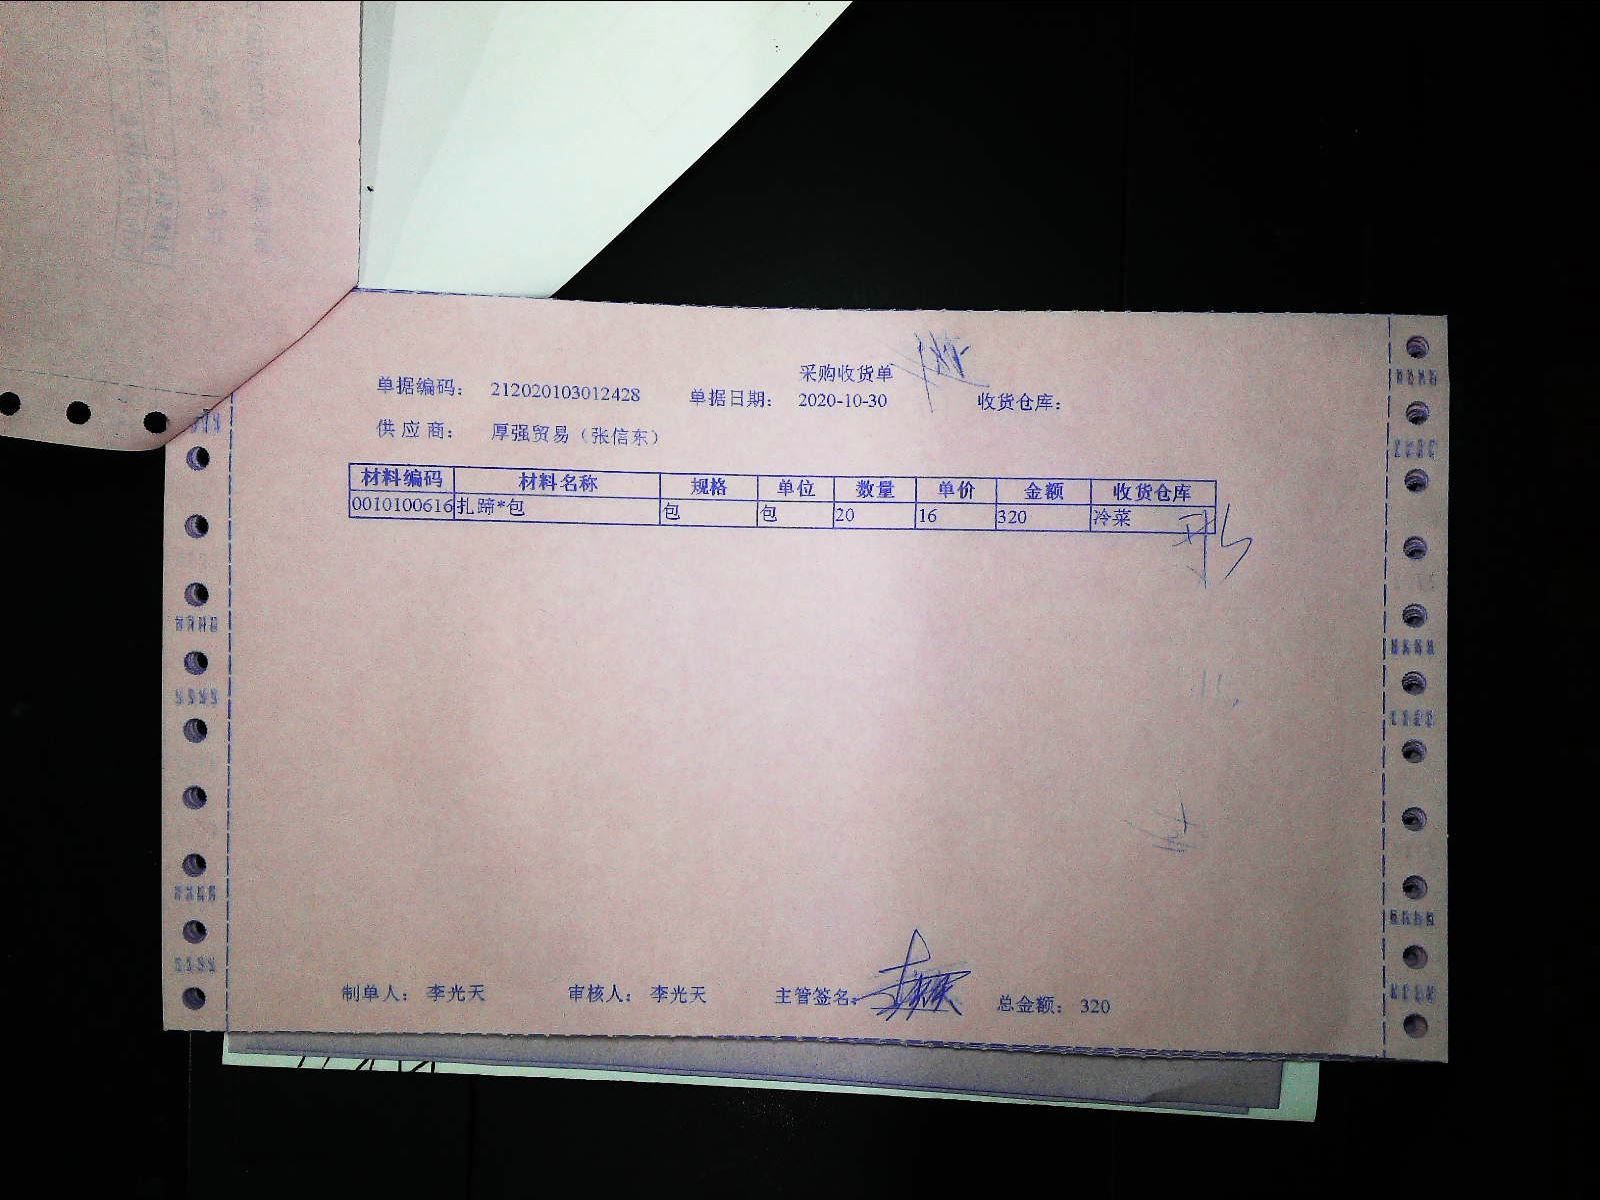 采购收货单
单据编码： 212020103012428 单据日期： 2020-10-30 收货仓库：
供 应 商： 厚强贸易（张信东）
材料编码 材料名称 规格 单位 数量 单价 金额 收货仓库
0010100616 扎蹄*包 包 包 20 16 320 冷菜
制单人： 李光天 审核人： 李光天 主管签名： 总金额： 320